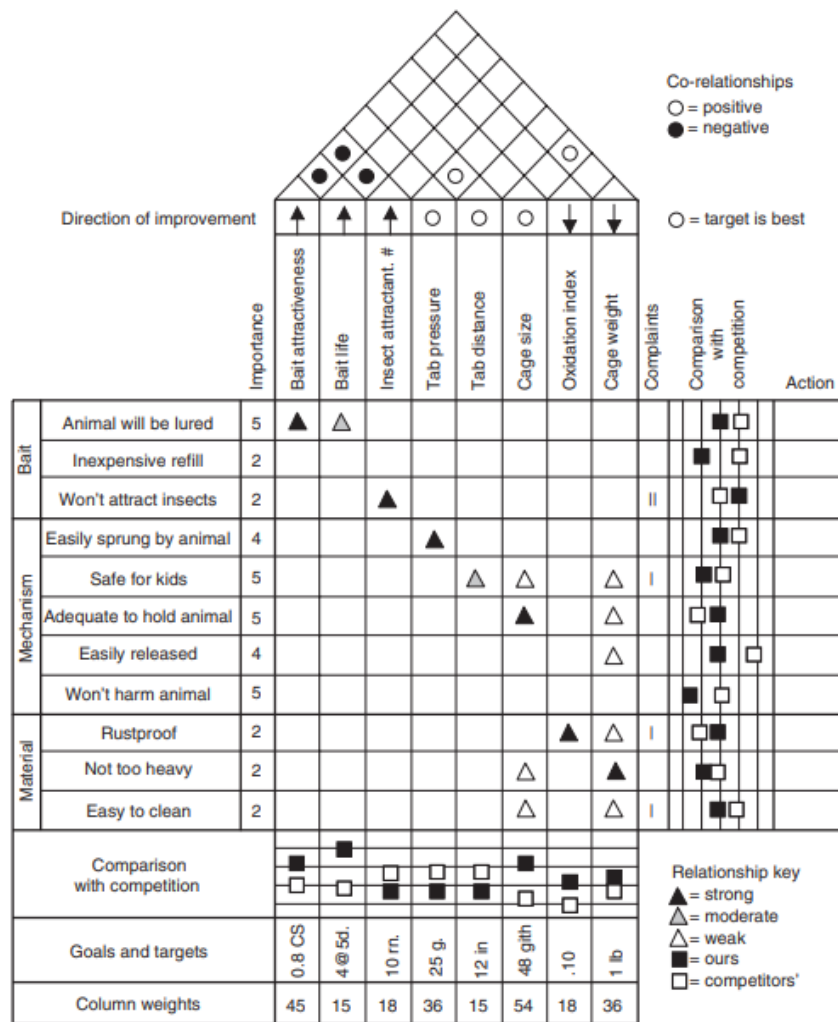 Co-relationships
○ = positive
● = negative
Direction of improvement
○ = target is best
Importance
Bait attractiveness
Bait life
Insect attractant. #
Tab pressure
Tab distance
Cage size
Oxidation index
Cage weight
Complaints
Comparison
with
competition
Action
Bait
Animal will be lured 5
Inexpensive refill 2
Won't attract insects 2 II
Mechanism
Easily sprung by animal 4
Safe for kids 5 I
Adequate to hold animal 5
Easily released 4
Won't harm animal 5
Material
Rustproof 2 I
Not too heavy 2
Easy to clean 2 I
Comparison
with competition
Goals and targets 0.8 CS 4@5d. 10 rn. 25 g. 12 in 48 gith .10 1 lb
Column weights 45 15 18 36 15 54 18 36
Relationship key
▲ = strong
▲ = moderate
△ = weak
■ = ours
□ = competitors'